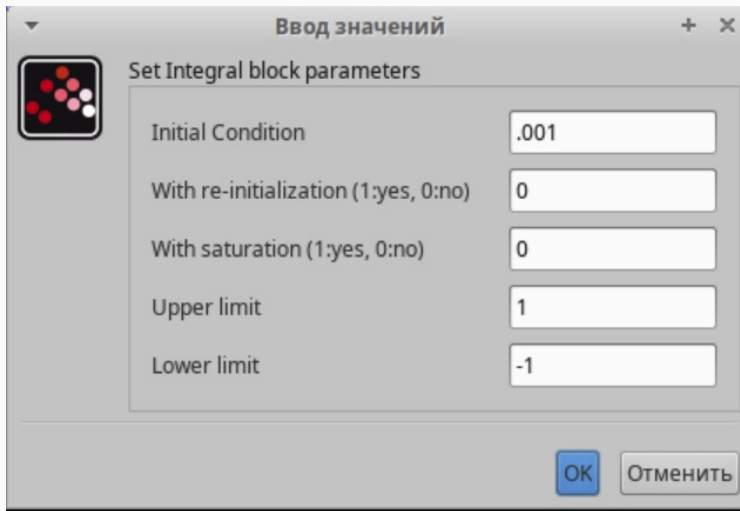 Ввод значений
Set Integral block parameters
Initial Condition .001
With re-initialization (1:yes, 0:no) 0
With saturation (1:yes, 0:no) 0
Upper limit 1
Lower limit -1
OK Отменить